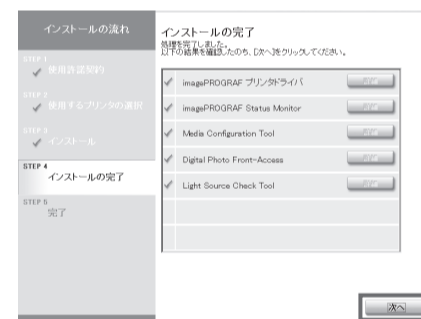 インストールの流れ
STEP 1
使用許諾契約
STEP 2
使用するプリンタの選択
STEP 3
インストール
STEP 4
インストールの完了
STEP 5
完了
インストールの完了
処理を完了しました。
以下の結果を確認したのち、[次へ]をクリックしてください。
imagePROGRAF プリンタドライバ
imagePROGRAF Status Monitor
Media Configuration Tool
Digital Photo Front-Access
Light Source Check Tool
次へ